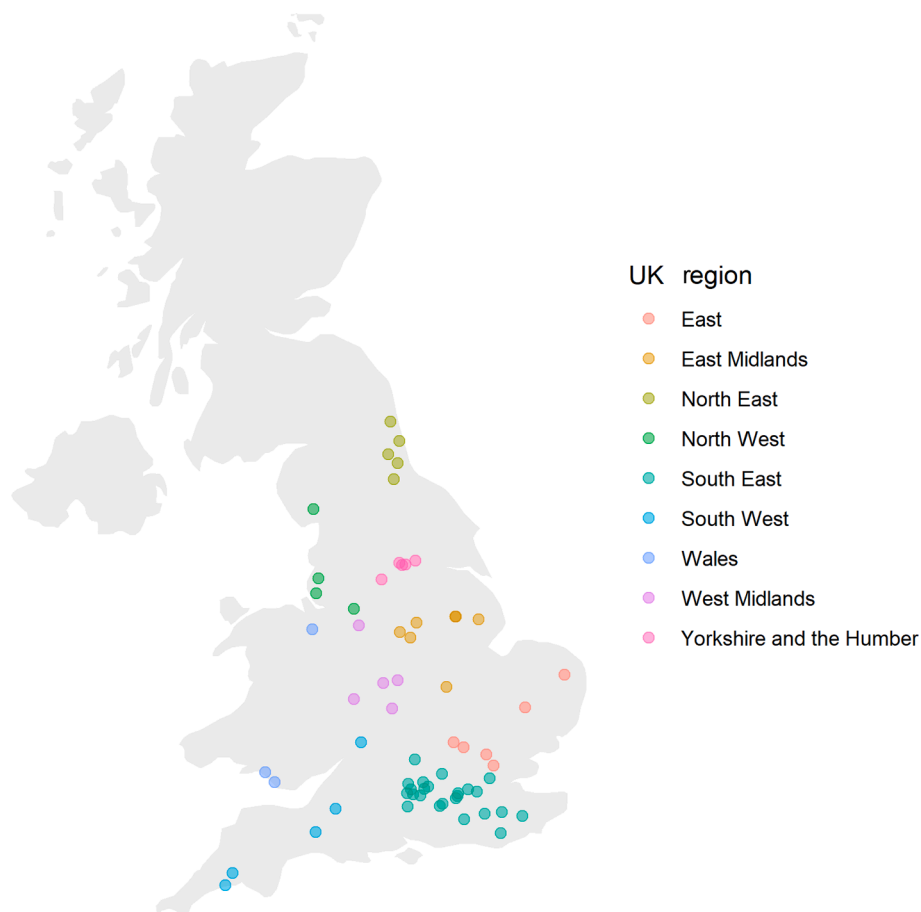 UK region
East
East Midlands
North East
North West
South East
South West
Wales
West Midlands
Yorkshire and the Humber